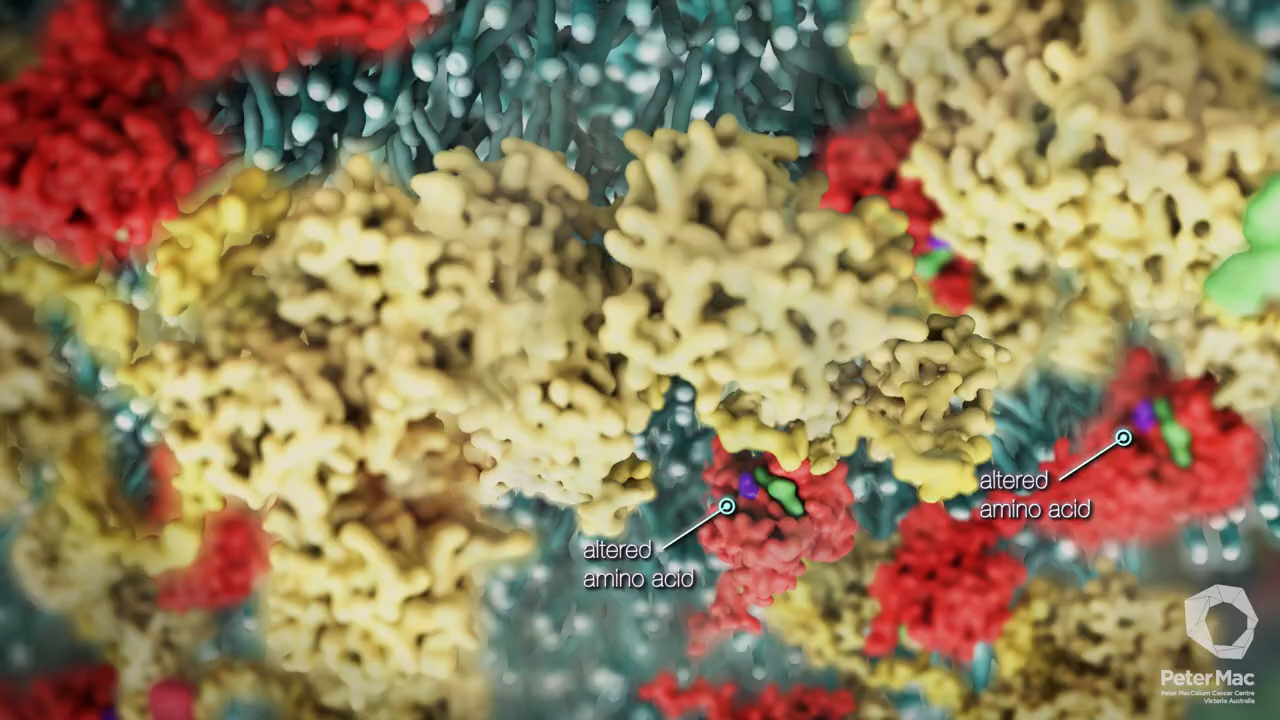 altered
amino acid
altered
amino acid
Peter Mac
Peter MacCallum Cancer Centre
Victoria Australia